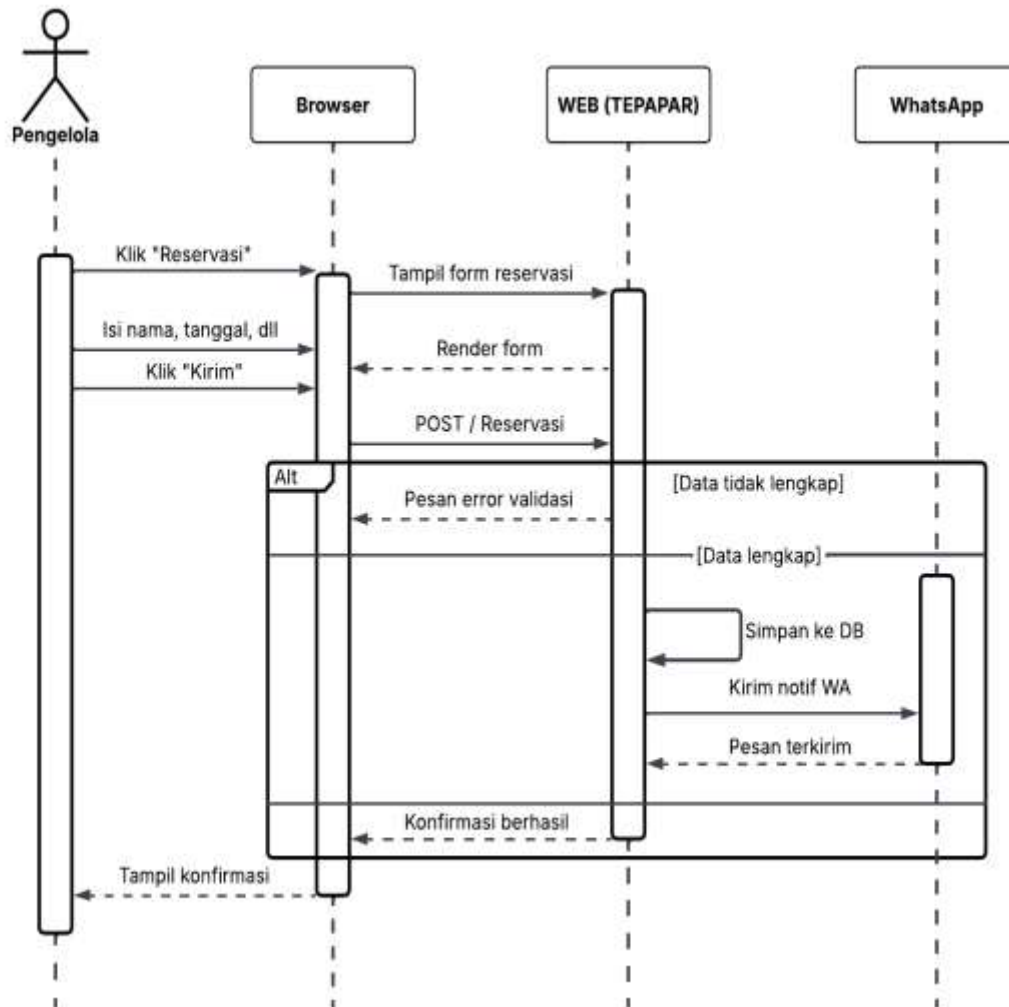 Pengelola
Browser
WEB (TEPAPAR)
WhatsApp
Klik "Reservasi"
Tampil form reservasi
Isi nama, tanggal, dll
Render form
Klik "Kirim"
POST / Reservasi
Alt
[Data tidak lengkap]
Pesan error validasi
[Data lengkap]
Simpan ke DB
Kirim notif WA
Pesan terkirim
Konfirmasi berhasil
Tampil konfirmasi